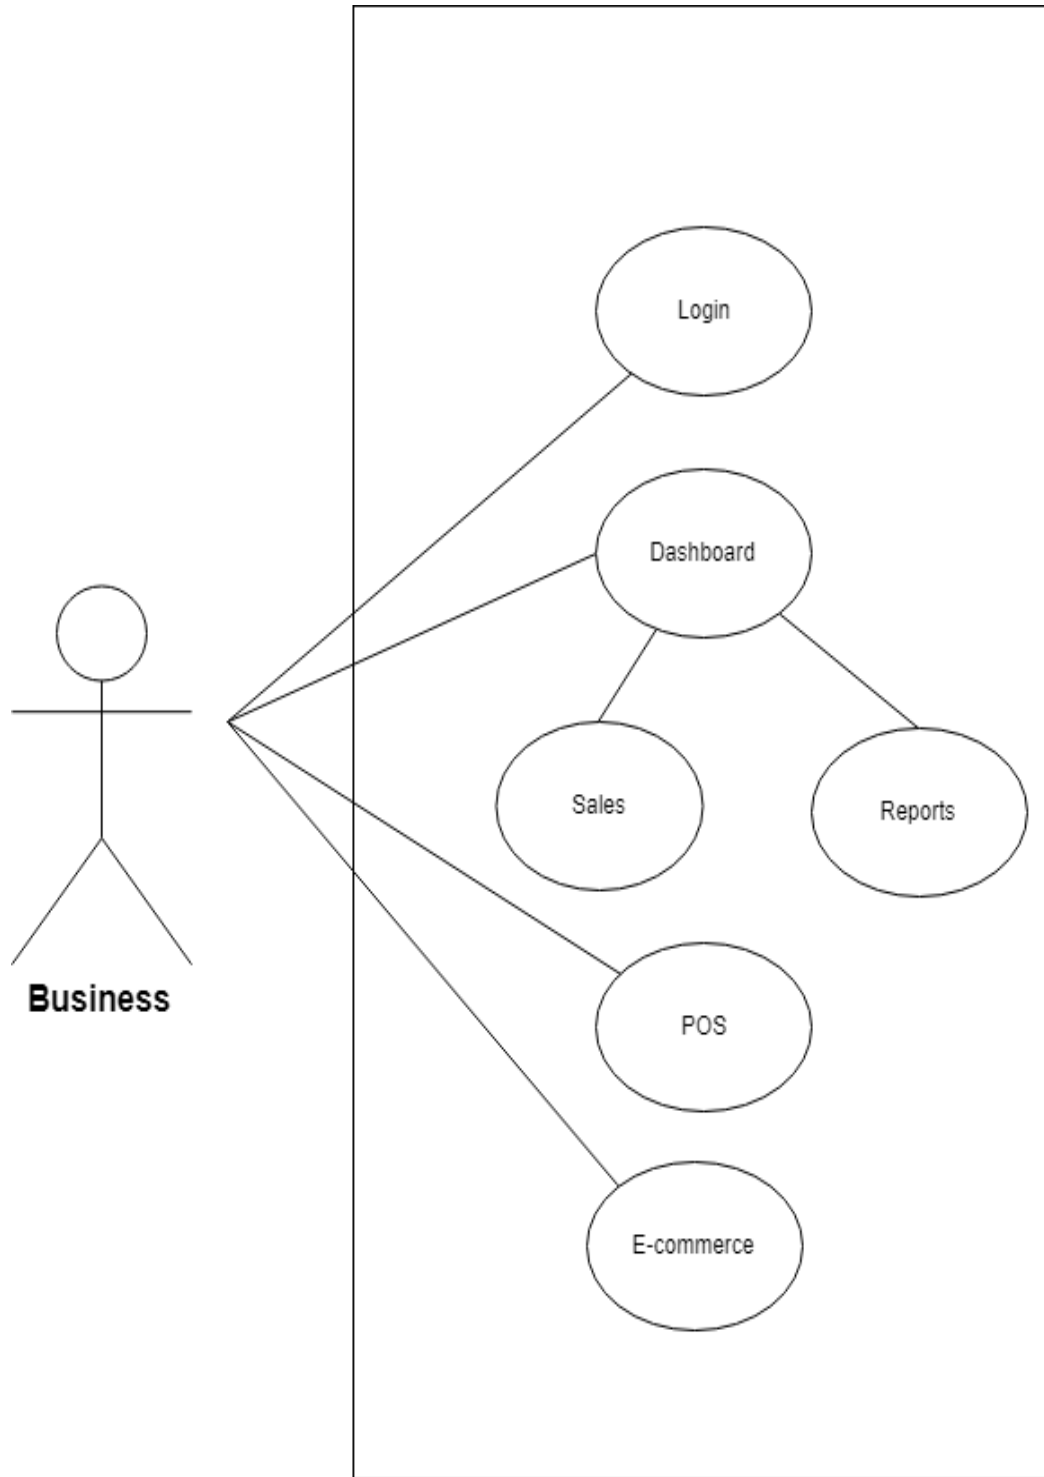 Login
Dashboard
Sales
Reports
Business
POS
E-commerce